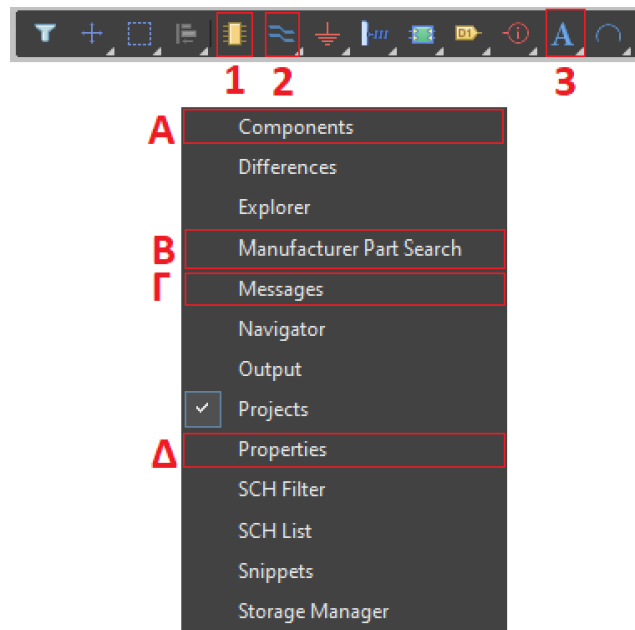 D1
A
1 2 3
A Components
Differences
Explorer
B Manufacturer Part Search
Γ Messages
Navigator
Output
Projects
Δ Properties
SCH Filter
SCH List
Snippets
Storage Manager